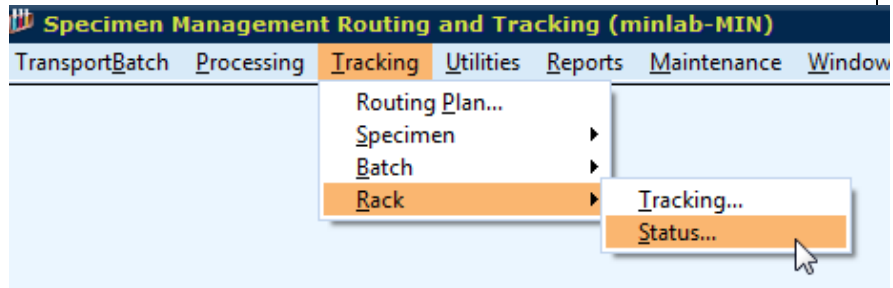 Specimen Management Routing and Tracking (minlab-MIN)
TransportBatch Processing Tracking Utilities Reports Maintenance Window
Routing Plan...
Specimen
Batch
Rack
Tracking...
Status...